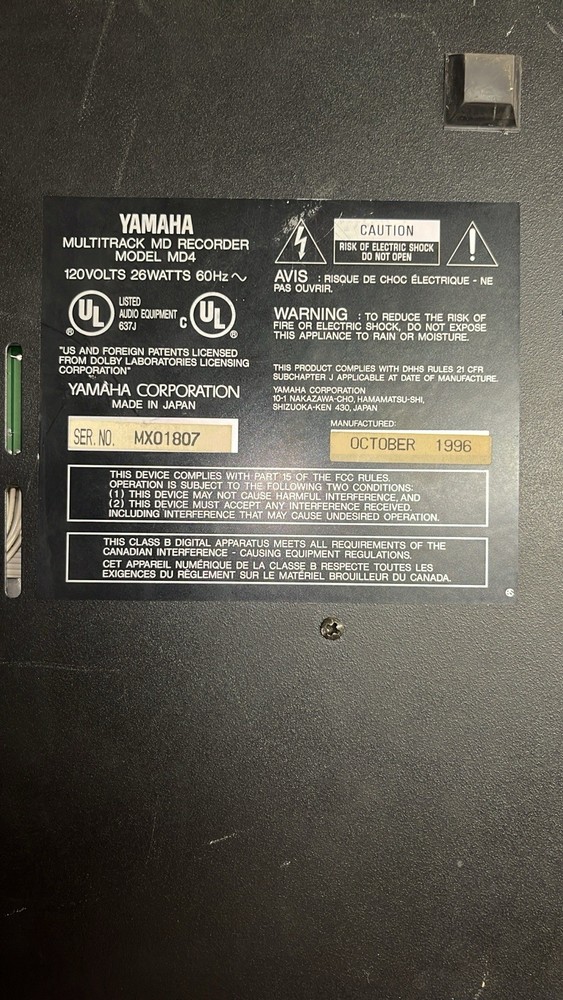 YAMAHA
MULTITRACK MD RECORDER
MODEL MD4
120VOLTS 26WATTS 60Hz ~
UL
®
LISTED
AUDIO EQUIPMENT
637J
C UL
®
"US AND FOREIGN PATENTS LICENSED
FROM DOLBY LABORATORIES LICENSING
CORPORATION"
YAMAHA CORPORATION
MADE IN JAPAN
SER. NO. MX01807
CAUTION
RISK OF ELECTRIC SHOCK
DO NOT OPEN
AVIS : RISQUE DE CHOC ÉLECTRIQUE - NE
PAS OUVRIR.
WARNING : TO REDUCE THE RISK OF
FIRE OR ELECTRIC SHOCK, DO NOT EXPOSE
THIS APPLIANCE TO RAIN OR MOISTURE.
THIS PRODUCT COMPLIES WITH DHHS RULES 21 CFR
SUBCHAPTER J APPLICABLE AT DATE OF MANUFACTURE.
YAMAHA CORPORATION
10-1 NAKAZAWA-CHO, HAMAMATSU-SHI,
SHIZUOKA-KEN 430, JAPAN
MANUFACTURED:
OCTOBER 1996
THIS DEVICE COMPLIES WITH PART 15 OF THE FCC RULES.
OPERATION IS SUBJECT TO THE FOLLOWING TWO CONDITIONS:
(1) THIS DEVICE MAY NOT CAUSE HARMFUL INTERFERENCE, AND
(2) THIS DEVICE MUST ACCEPT ANY INTERFERENCE RECEIVED.
INCLUDING INTERFERENCE THAT MAY CAUSE UNDESIRED OPERATION.
THIS CLASS B DIGITAL APPARATUS MEETS ALL REQUIREMENTS OF THE
CANADIAN INTERFERENCE - CAUSING EQUIPMENT REGULATIONS.
CET APPAREIL NUMÉRIQUE DE LA CLASSE B RESPECTE TOUTES LES
EXIGENCES DU RÈGLEMENT SUR LE MATÉRIEL BROUILLEUR DU CANADA.